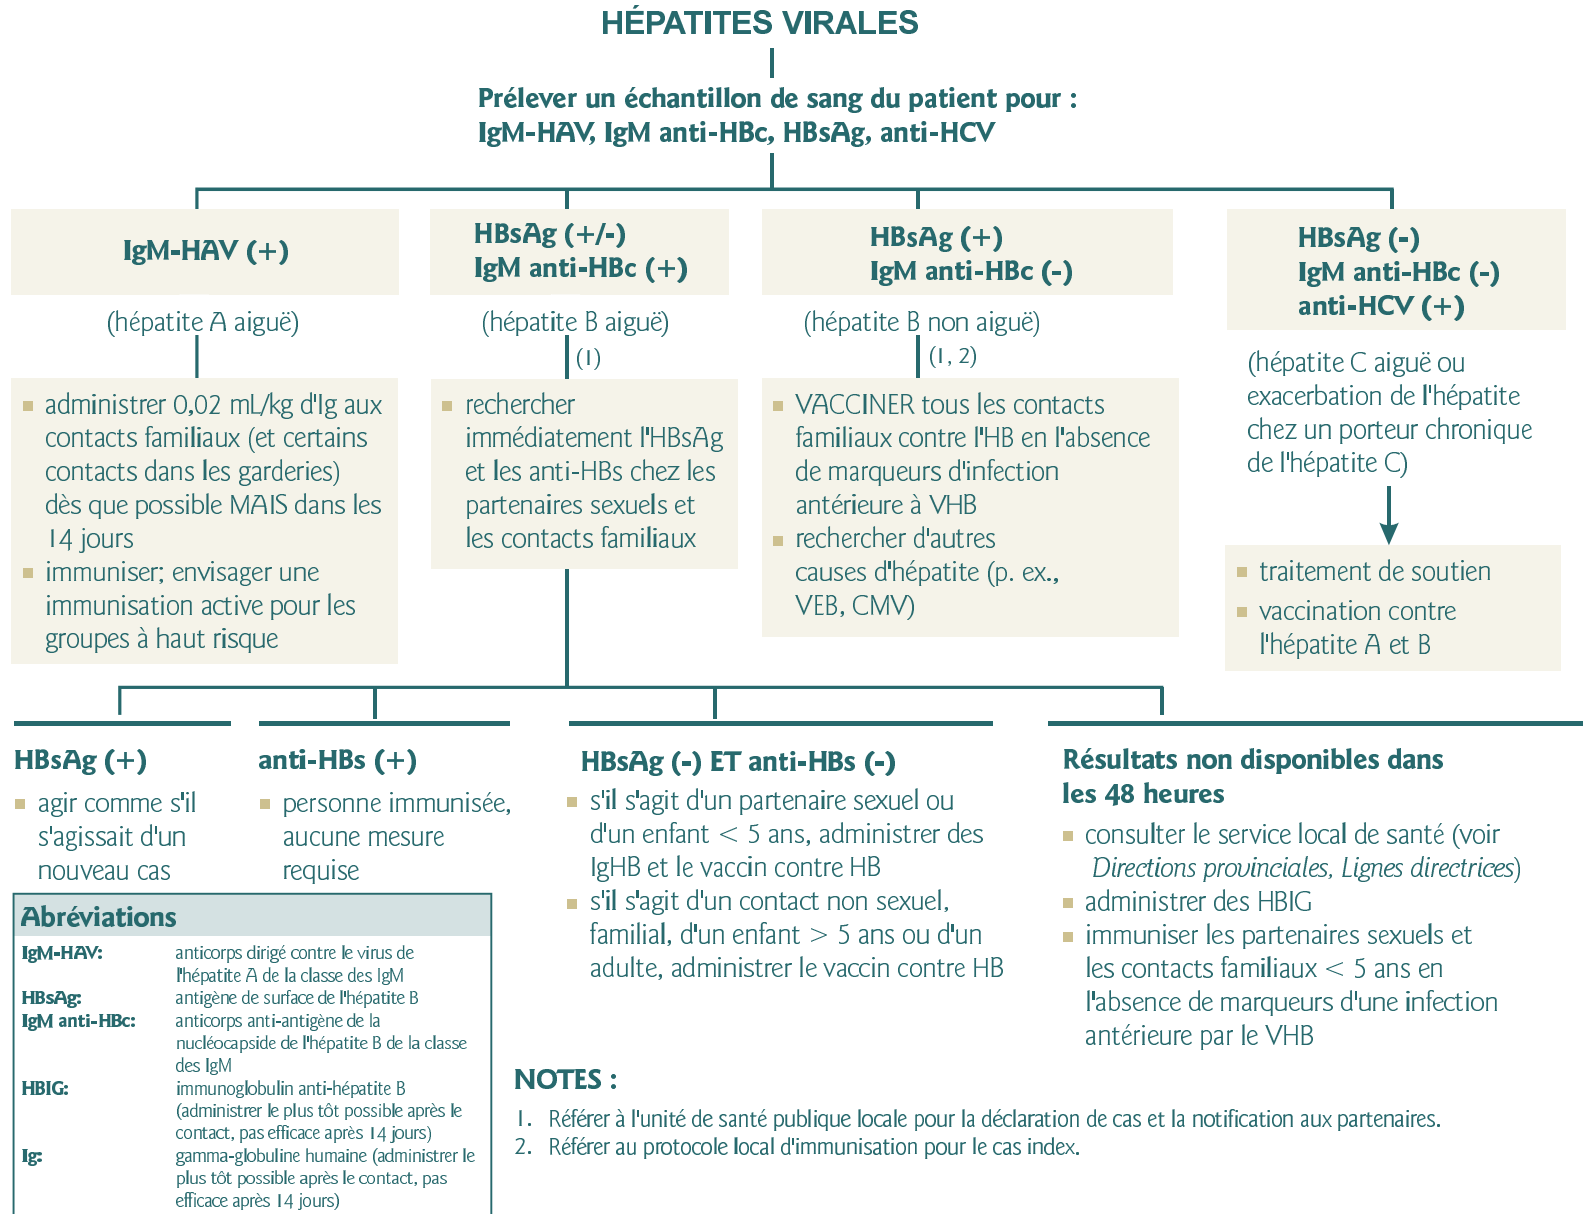 HÉPATITES VIRALES
Prélever un échantillon de sang du patient pour :
IgM-HAV, IgM anti-HBc, HBsAg, anti-HCV
IgM-HAV (+)
(hépatite A aiguë)
administrer 0,02 mL/kg d'Ig aux
contacts familiaux (et certains
contacts dans les garderies)
dès que possible MAIS dans les
14 jours
immuniser; envisager une
immunisation active pour les
groupes à haut risque
HBsAg (+/-)
IgM anti-HBc (+)
(hépatite B aiguë)
(1)
rechercher
immédiatement l'HBsAg
et les anti-HBs chez les
partenaires sexuels et
les contacts familiaux
HBsAg (+)
IgM anti-HBc (-)
(hépatite B non aiguë)
(1, 2)
VACCINER tous les contacts
familiaux contre l'HB en l'absence
de marqueurs d'infection
antérieure à VHB
rechercher d'autres
causes d'hépatite (p. ex.,
VEB, CMV)
HBsAg (-)
IgM anti-HBc (-)
anti-HCV (+)
(hépatite C aiguë ou
exacerbation de l'hépatite
chez un porteur chronique
de l'hépatite C)
traitement de soutien
vaccination contre
l'hépatite A et B
HBsAg (+)
agir comme s'il
s'agissait d'un
nouveau cas
anti-HBs (+)
personne immunisée,
aucune mesure
requise
HBsAg (-) ET anti-HBs (-)
s'il s'agit d'un partenaire sexuel ou
d'un enfant < 5 ans, administrer des
IgHB et le vaccin contre HB
s'il s'agit d'un contact non sexuel,
familial, d'un enfant > 5 ans ou d'un
adulte, administrer le vaccin contre HB
Résultats non disponibles dans
les 48 heures
consulter le service local de santé (voir
Directions provinciales, Lignes directrices)
administrer des HBIG
immuniser les partenaires sexuels et
les contacts familiaux < 5 ans en
l'absence de marqueurs d'une infection
antérieure par le VHB
Abréviations
IgM-HAV: anticorps dirigé contre le virus de
l'hépatite A de la classe des IgM
HBsAg: antigène de surface de l'hépatite B
IgM anti-HBc: anticorps anti-antigène de la
nucléocapside de l'hépatite B de la classe
des IgM
HBIG: immunoglobulin anti-hépatite B
(administrer le plus tôt possible après le
contact, pas efficace après 14 jours)
Ig: gamma-globuline humaine (administrer le
plus tôt possible après le contact, pas
efficace après 14 jours)
NOTES :
1. Référer à l'unité de santé publique locale pour la déclaration de cas et la notification aux partenaires.
2. Référer au protocole local d'immunisation pour le cas index.